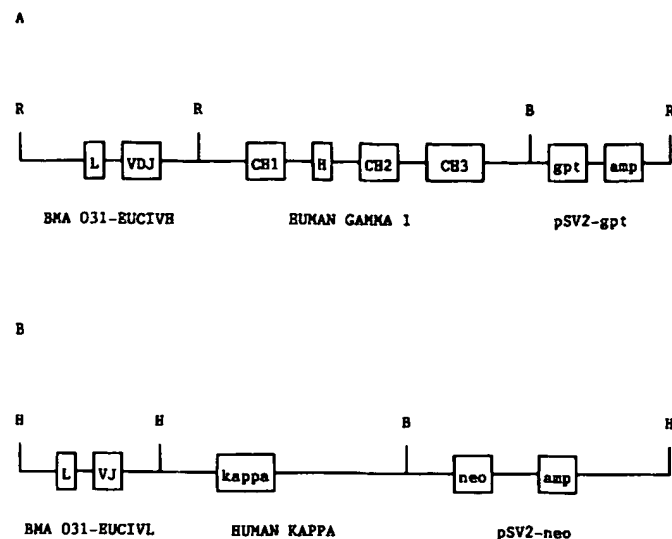 A
R R B R
L VDJ CH1 H CH2 CH3 gpt amp
BMA 031-EUCIVH HUMAN GAMMA 1 pSV2-gpt
B
H H B H
L VJ kappa neo amp
BMA 031-EUCIVL HUMAN KAPPA pSV2-neo